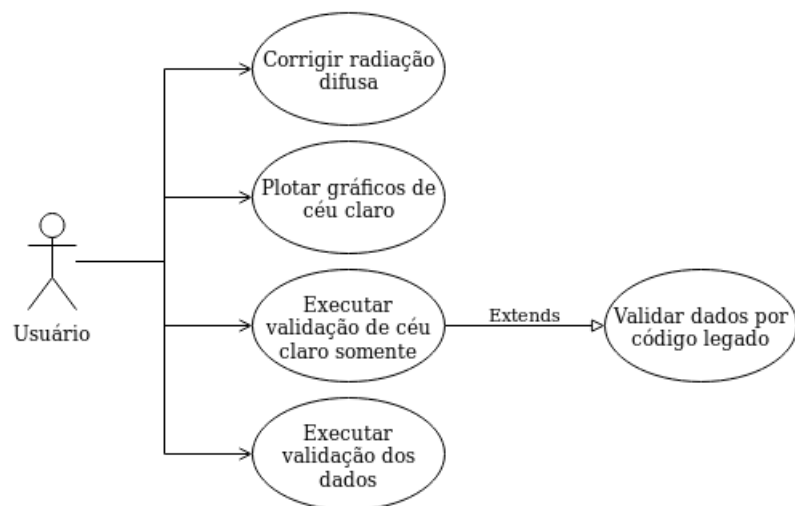 Corrigir radiação
difusa
Plotar gráficos de
céu claro
Usuário
Executar
validação de céu
claro somente
Extends
Validar dados por
código legado
Executar
validação dos
dados